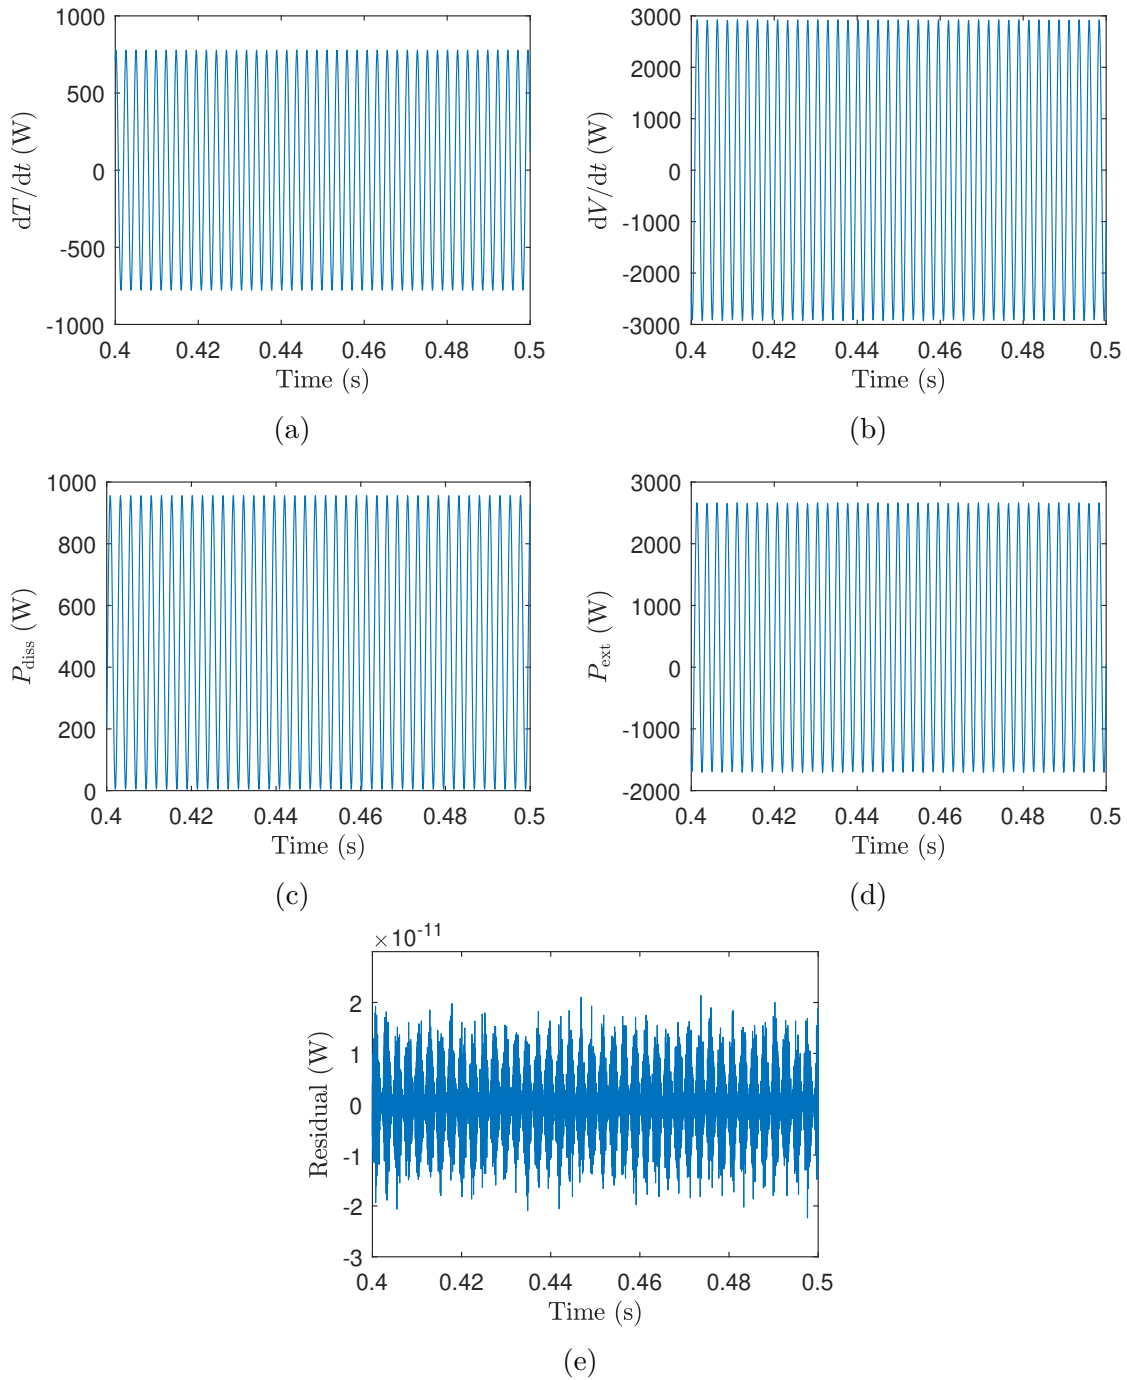 1000
500
0
-500
-1000
dT/dt (W)
0.4 0.42 0.44 0.46 0.48 0.5
Time (s)
(a)
3000
2000
1000
0
-1000
-2000
-3000
dV/dt (W)
0.4 0.42 0.44 0.46 0.48 0.5
Time (s)
(b)
1000
800
600
400
200
0
P_diss (W)
0.4 0.42 0.44 0.46 0.48 0.5
Time (s)
(c)
3000
2000
1000
0
-1000
-2000
P_ext (W)
0.4 0.42 0.44 0.46 0.48 0.5
Time (s)
(d)
×10^-11
2
1
0
-1
-2
-3
Residual (W)
0.4 0.42 0.44 0.46 0.48 0.5
Time (s)
(e)